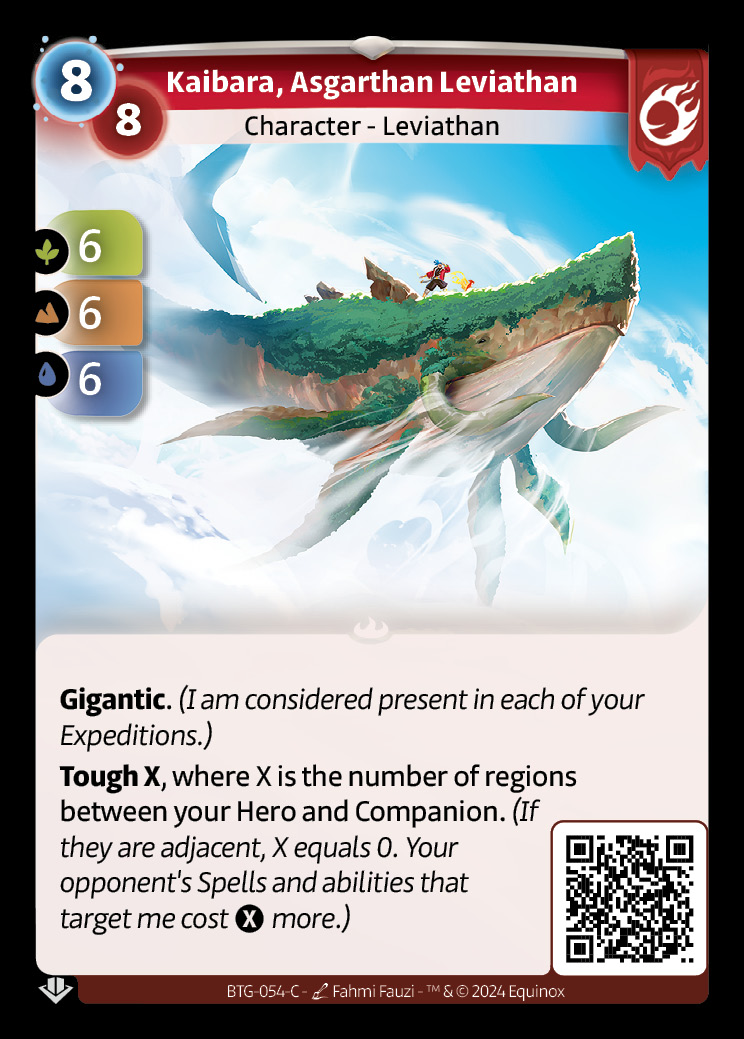 8
Kaibara, Asgarthan Leviathan
8
Character - Leviathan
6
6
6
Gigantic. (I am considered present in each of your
Expeditions.)
Tough X, where X is the number of regions
between your Hero and Companion. (If
they are adjacent, X equals 0. Your
opponent's Spells and abilities that
target me cost X more.)
BTG-054-C - Fahmi Fauzi - ™ & © 2024 Equinox